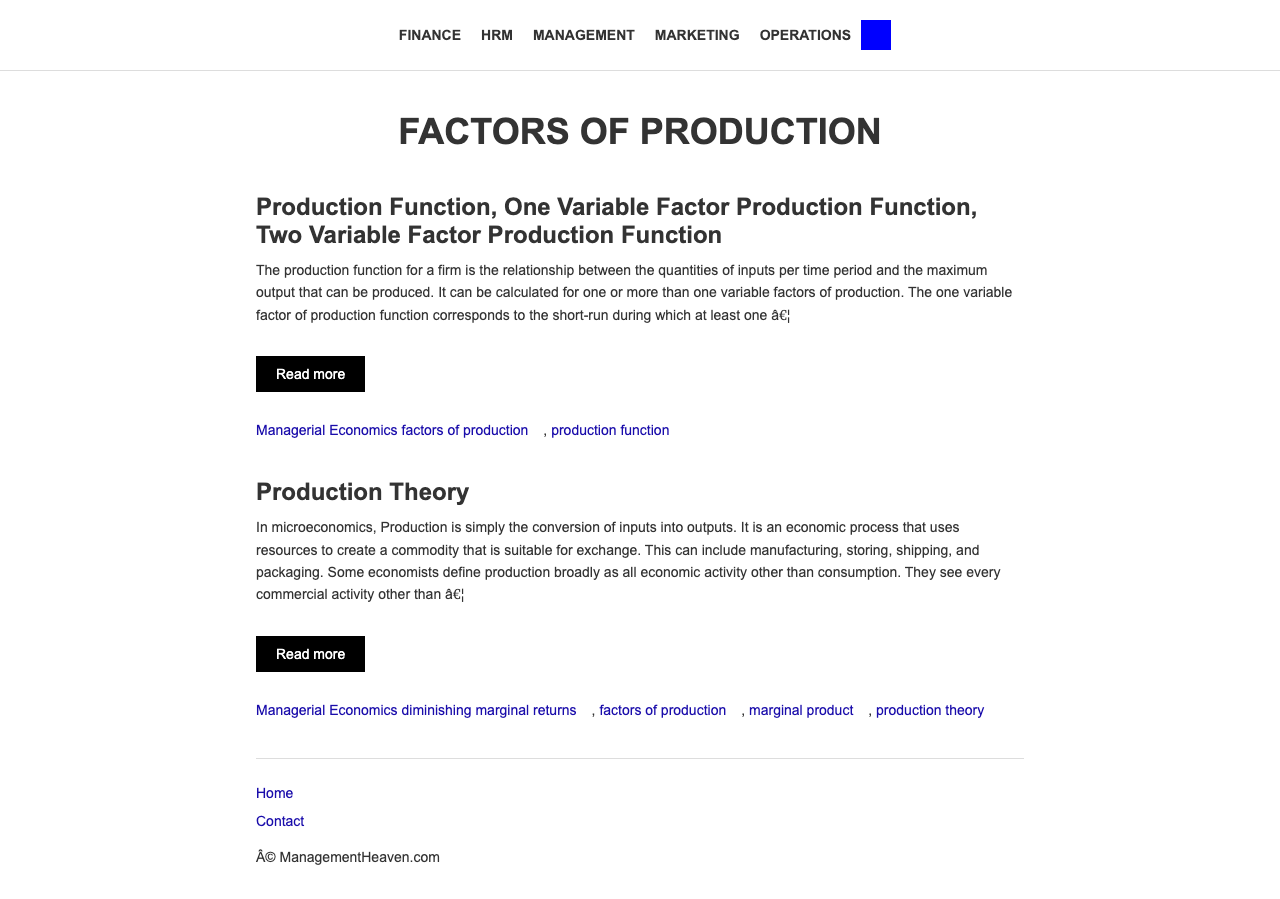 FINANCE HRM MANAGEMENT MARKETING OPERATIONS
FACTORS OF PRODUCTION
Production Function, One Variable Factor Production Function,
Two Variable Factor Production Function
The production function for a firm is the relationship between the quantities of inputs per time period and the maximum
output that can be produced. It can be calculated for one or more than one variable factors of production. The one variable
factor of production function corresponds to the short-run during which at least one â€¦
Read more
Managerial Economics factors of production , production function
Production Theory
In microeconomics, Production is simply the conversion of inputs into outputs. It is an economic process that uses
resources to create a commodity that is suitable for exchange. This can include manufacturing, storing, shipping, and
packaging. Some economists define production broadly as all economic activity other than consumption. They see every
commercial activity other than â€¦
Read more
Managerial Economics diminishing marginal returns , factors of production , marginal product , production theory
Home
Contact
Â© ManagementHeaven.com